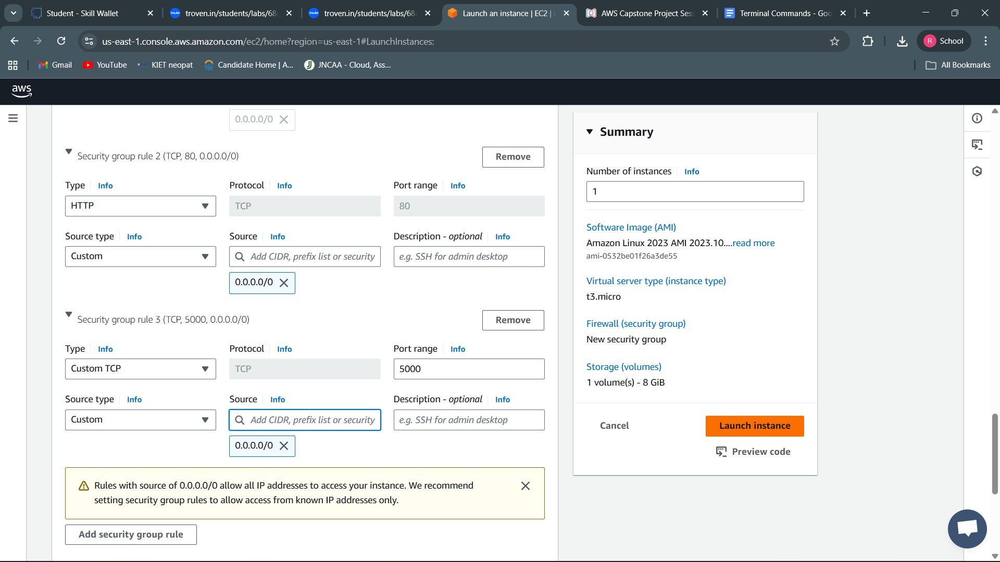 Student - Skill Wallet
troven.in/students/labs/68
troven.in/students/labs/68
Launch an instance | EC2 |
AWS Capstone Project Sess
Terminal Commands - Goo
us-east-1.console.aws.amazon.com/ec2/home?region=us-east-1#LaunchInstances:
R School
Gmail
YouTube
KIET neopat
Candidate Home | A...
JNCAA - Cloud, Ass...
All Bookmarks
aws
0.0.0.0/0
Security group rule 2 (TCP, 80, 0.0.0.0/0)
Remove
Type Info
Protocol Info
Port range Info
HTTP
TCP
80
Source type Info
Source Info
Description - optional Info
Custom
Add CIDR, prefix list or security
e.g. SSH for admin desktop
0.0.0.0/0
Security group rule 3 (TCP, 5000, 0.0.0.0/0)
Remove
Type Info
Protocol Info
Port range Info
Custom TCP
TCP
5000
Source type Info
Source Info
Description - optional Info
Custom
Add CIDR, prefix list or security
e.g. SSH for admin desktop
0.0.0.0/0
Rules with source of 0.0.0.0/0 allow all IP addresses to access your instance. We recommend
setting security group rules to allow access from known IP addresses only.
Add security group rule
Summary
Number of instances Info
1
Software Image (AMI)
Amazon Linux 2023 AMI 2023.10....read more
ami-0532be01f26a3de55
Virtual server type (instance type)
t3.micro
Firewall (security group)
New security group
Storage (volumes)
1 volume(s) - 8 GiB
Cancel
Launch instance
Preview code